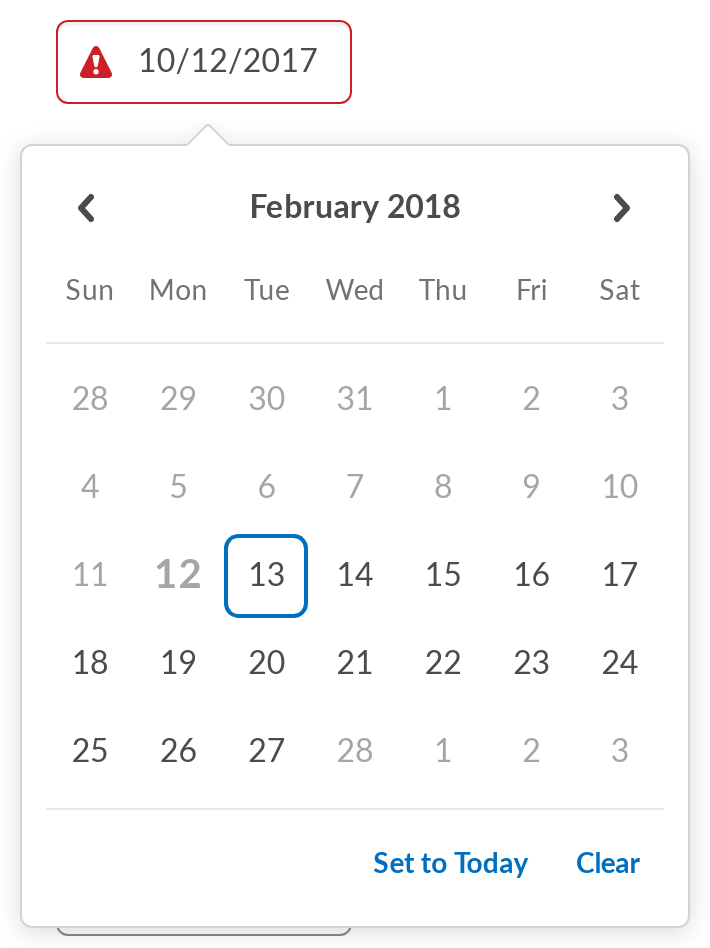 10/12/2017
February 2018
Sun Mon Tue Wed Thu Fri Sat
28 29 30 31 1 2 3
4 5 6 7 8 9 10
11 12 13 14 15 16 17
18 19 20 21 22 23 24
25 26 27 28 1 2 3
Set to Today Clear